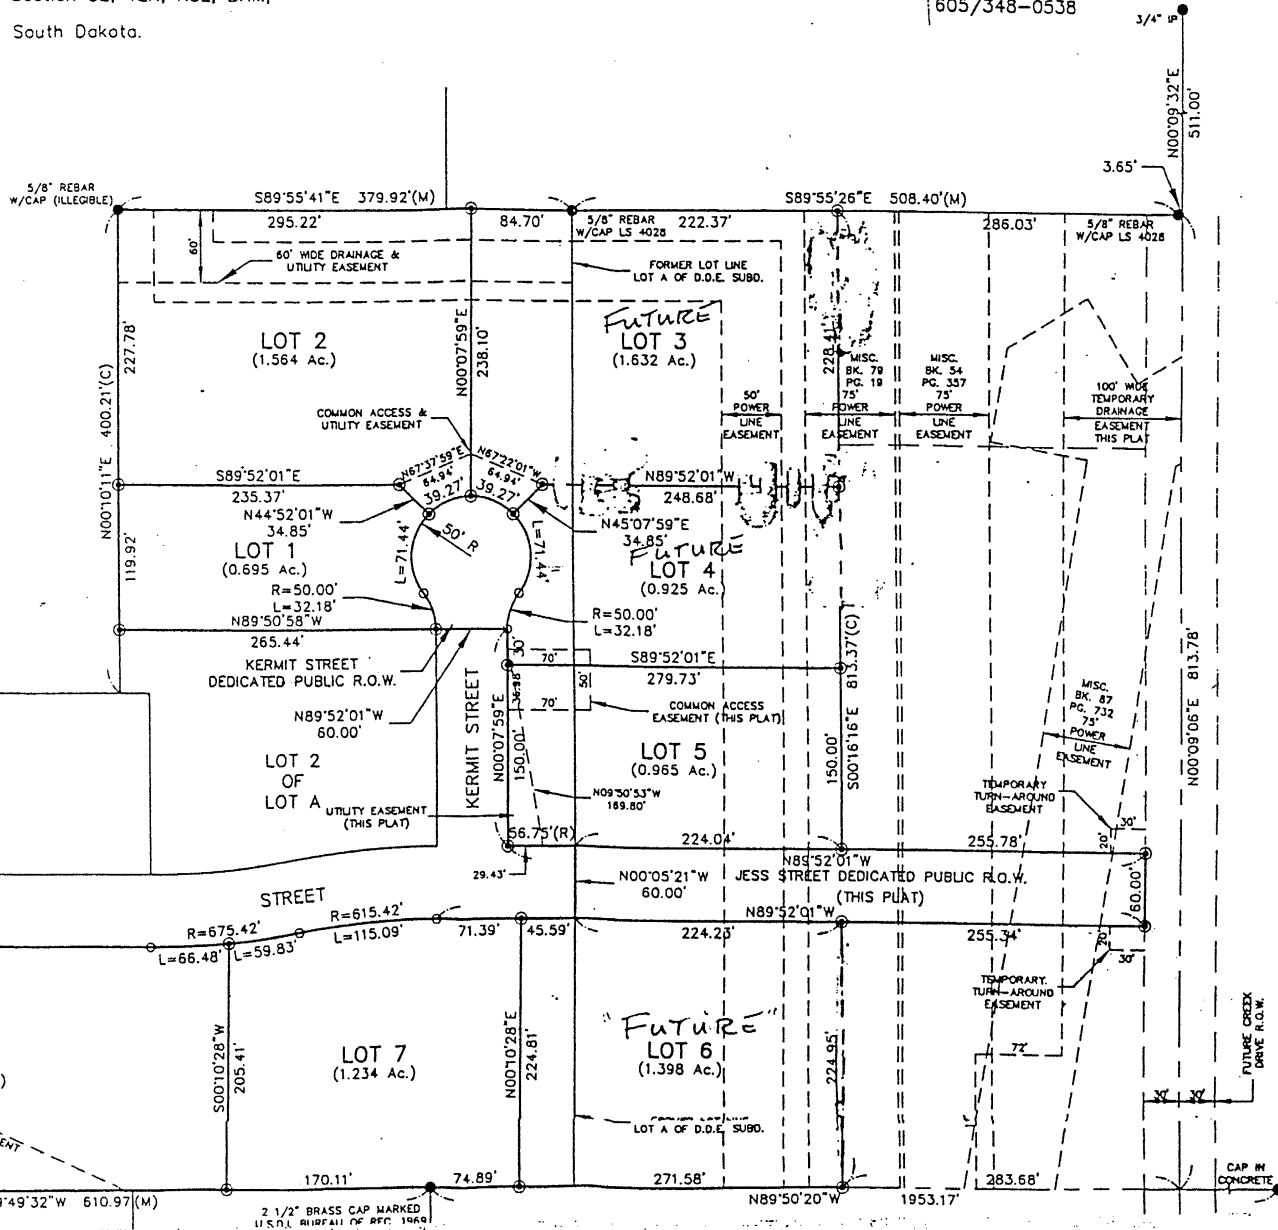 South Dakota.
605/348-0538
3/4" IP
N00°09'32"E
511.00'
3.65'
5/8" REBAR
W/CAP (ILLEGIBLE)
S89°55'41"E 379.92'(M)
295.22'
84.70'
5/8" REBAR
W/CAP LS 4028
222.37'
S89°55'26"E 508.40'(M)
286.03'
5/8" REBAR
W/CAP LS 4028
60'
60' WIDE DRAINAGE &
UTILITY EASEMENT
FORMER LOT LINE
LOT A OF D.D.E. SUBD.
227.78'
LOT 2
(1.564 Ac.)
N00°07'59"E
238.10'
FUTURE
LOT 3
(1.632 Ac.)
228.41'
MISC.
BK. 79
PG. 19
75'
POWER
LINE
EASEMENT
MISC.
BK. 54
PG. 357
75'
POWER
LINE
EASEMENT
50'
POWER
LINE
EASEMENT
100' WIDE
TEMPORARY
DRAINAGE
EASEMENT
THIS PLAT
COMMON ACCESS &
UTILITY EASEMENT
N00°10'11"E 400.21'(C)
N67°37'59"E
64.94'
39.27'
N67°22'01"W
64.94'
39.27'
S89°52'01"E
235.37'
N89°52'01"W
248.68'
N44°52'01"W
34.85'
N45°07'59"E
34.85'
119.92'
LOT 1
(0.695 Ac.)
L=71.44'
50' R
L=71.44'
FUTURE
LOT 4
(0.925 Ac.)
R=50.00'
L=32.18'
R=50.00'
L=32.18'
N89°50'58"W
265.44'
KERMIT STREET
DEDICATED PUBLIC R.O.W.
30'
70'
S89°52'01"E
279.73'
50'
70'
COMMON ACCESS
EASEMENT (THIS PLAT)
N89°52'01"W
60.00'
KERMIT STREET
N00°07'59"E
150.00'
36.98'
LOT 5
(0.965 Ac.)
150.00'
S00°16'16"E 813.37'(C)
MISC.
BK. 87
PG. 732
75'
POWER
LINE
EASEMENT
N00°09'06"E 813.78'
LOT 2
OF
LOT A
UTILITY EASEMENT
(THIS PLAT)
N09°50'53"W
169.80'
TEMPORARY
TURN-AROUND
EASEMENT
30'
20'
56.75'(R)
224.04'
255.78'
29.43'
N89°52'01"W
JESS STREET DEDICATED PUBLIC R.O.W.
(THIS PLAT)
N00°05'21"W
60.00'
60.00'
STREET
R=675.42'
L=66.48'
L=59.83'
R=615.42'
L=115.09'
71.39'
45.59'
N89°52'01"W
224.23'
255.34'
20'
30'
TEMPORARY
TURN-AROUND
EASEMENT
S00°10'28"W
205.41'
LOT 7
(1.234 Ac.)
N00°10'28"E
224.81'
"FUTURE"
LOT 6
(1.398 Ac.)
224.95'
72'
FUTURE CREEK
DRIVE R.O.W.
30'
30'
LOT A OF D.D.E. SUBD.
170.11'
74.89'
271.58'
283.68'
CAP IN
CONCRETE
°49'32"W 610.97(M)
2 1/2" BRASS CAP MARKED
U.S.D.I. BUREAU OF REC. 1969
N89°50'20"W
1953.17'